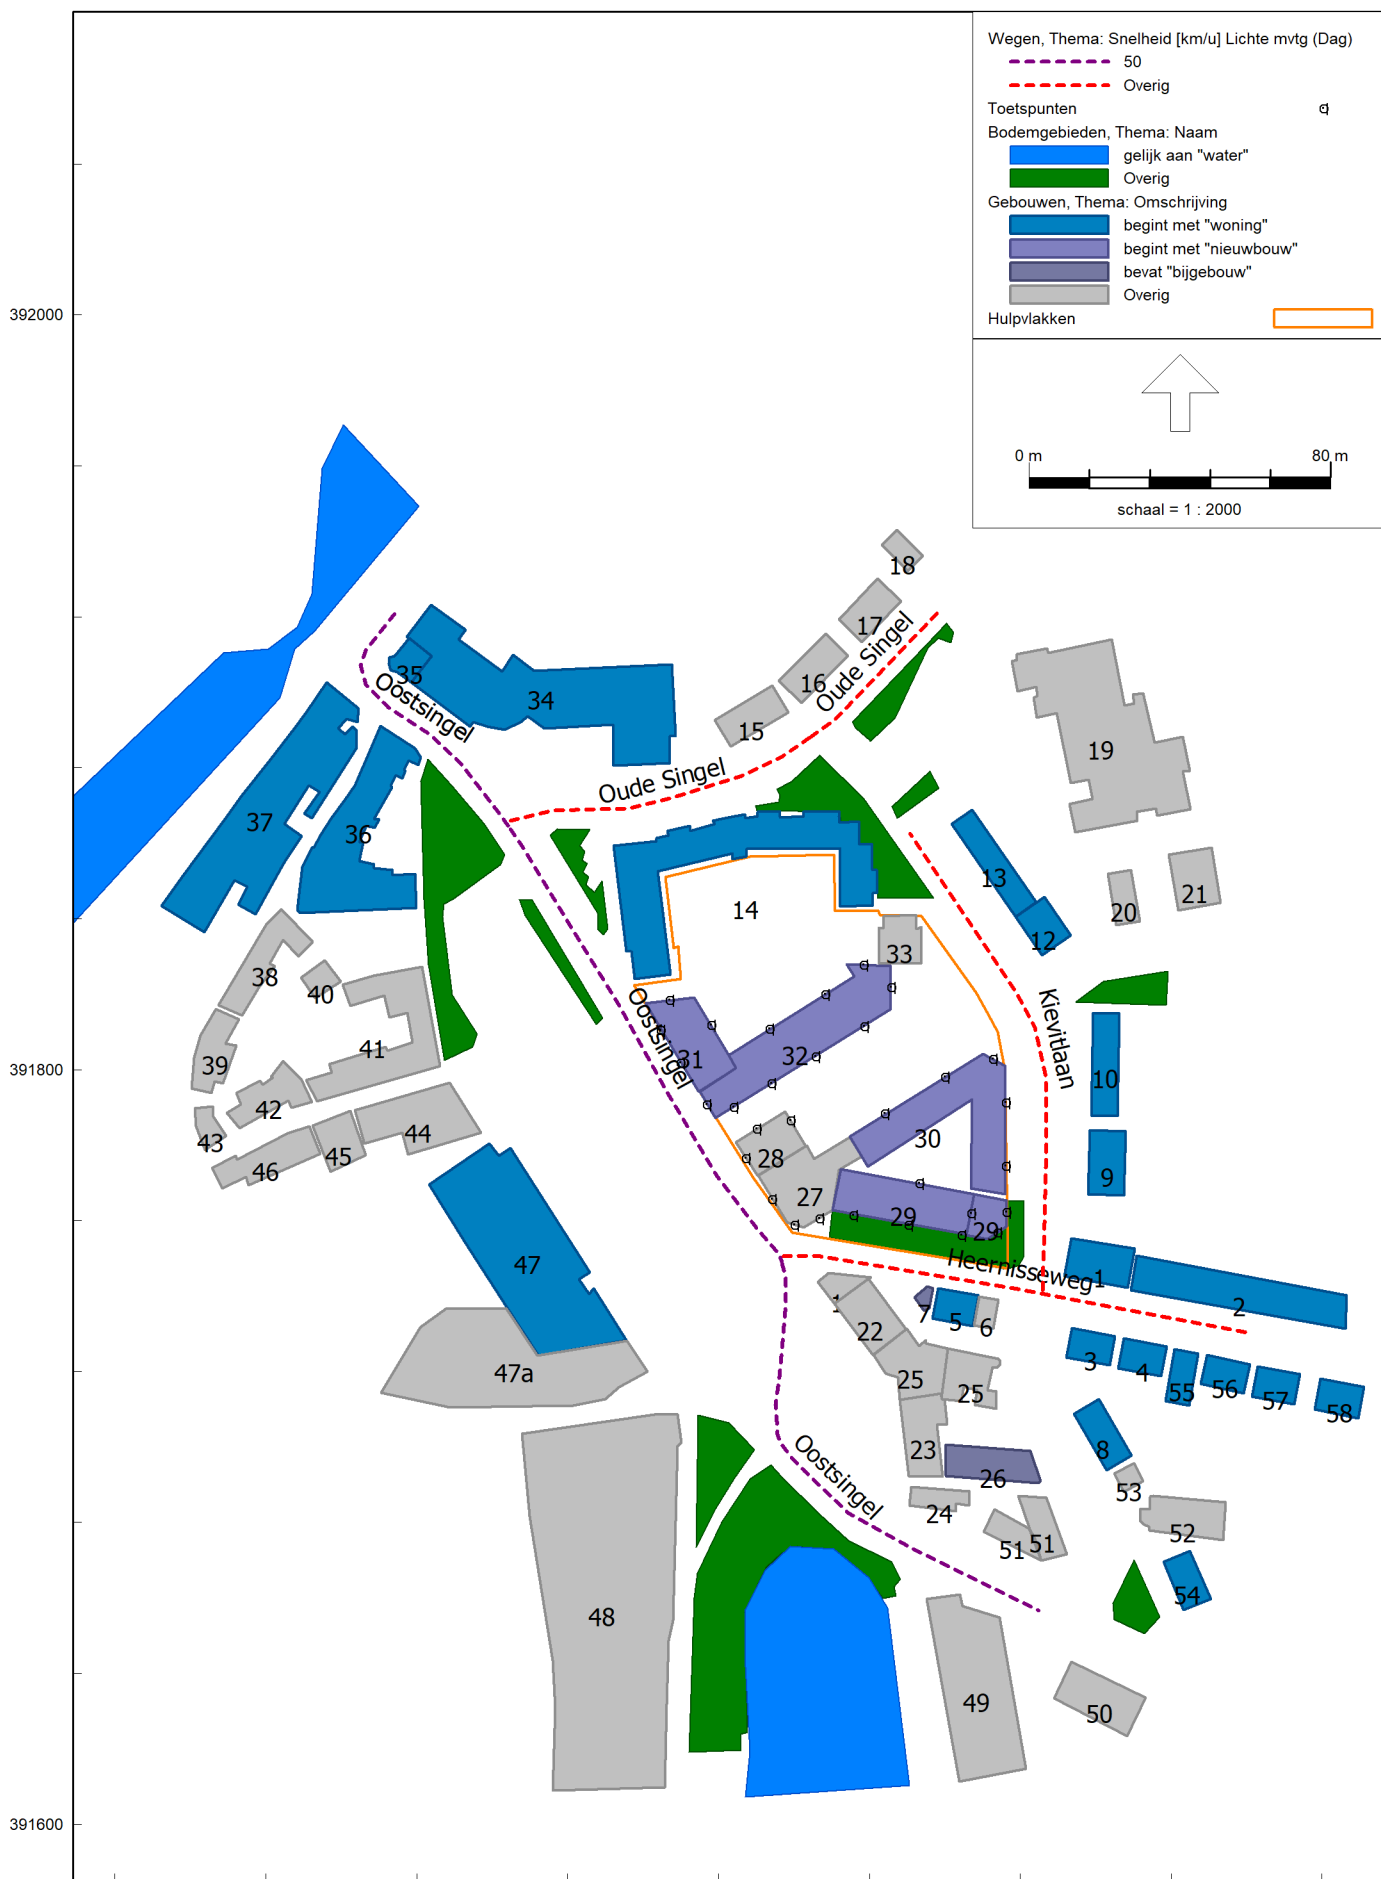 Wegen, Thema: Snelheid [km/u] Lichte mvtg (Dag)
50
Overig
Toetspunten
Bodemgebieden, Thema: Naam
gelijk aan "water"
Overig
Gebouwen, Thema: Omschrijving
begint met "woning"
begint met "nieuwbouw"
bevat "bijgebouw"
Overig
Hulpvlakken
0 m 80 m
schaal = 1 : 2000
392000
391800
391600
18
17
Oude Singel
16
15
35
Oostsingel
34
19
Oude Singel
37
36
13
20
21
14
12
33
38
40
Oostsingel
Kievitlaan
39
41
31
32
10
42
43
44
45
46
28
30
9
27
29
29
47
Heernisseweg
1
2
1
22
7
5
6
3
4
55
56
57
58
47a
25
25
8
23
26
Oostsingel
53
24
51
51
52
54
48
49
50